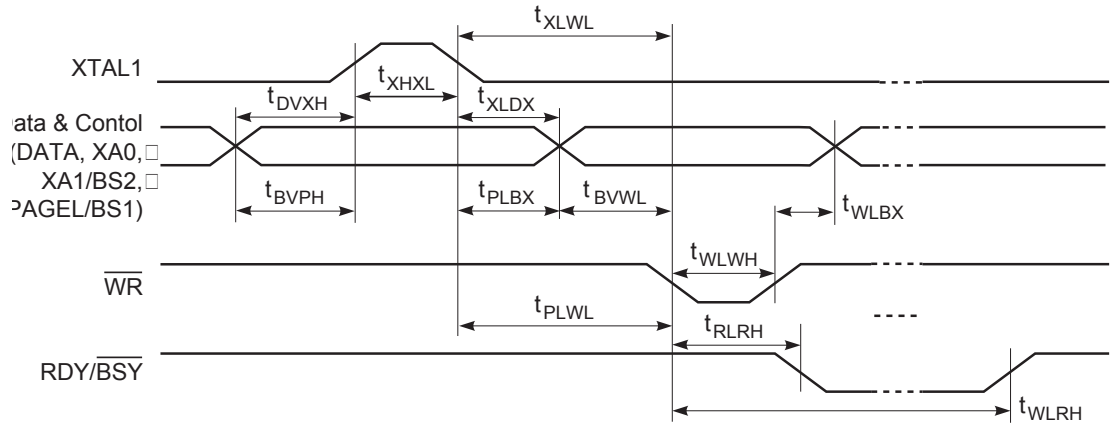 tXLWL
XTAL1
tXHXL
tDVXH
tXLDX
ata & Contol
(DATA, XA0,
XA1/BS2,
PAGEL/BS1)
tBVPH
tPLBX
tBVWL
tWLBX
WR
tWLWH
tPLWL
tRLRH
RDY/BSY
tWLRH